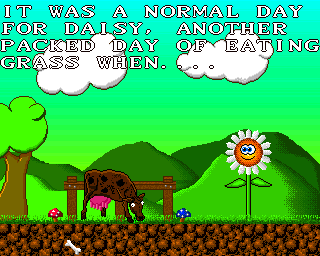 IT WAS A NORMAL DAY
FOR DAISY, ANOTHER
PACKED DAY OF EATING
GRASS WHEN. . .